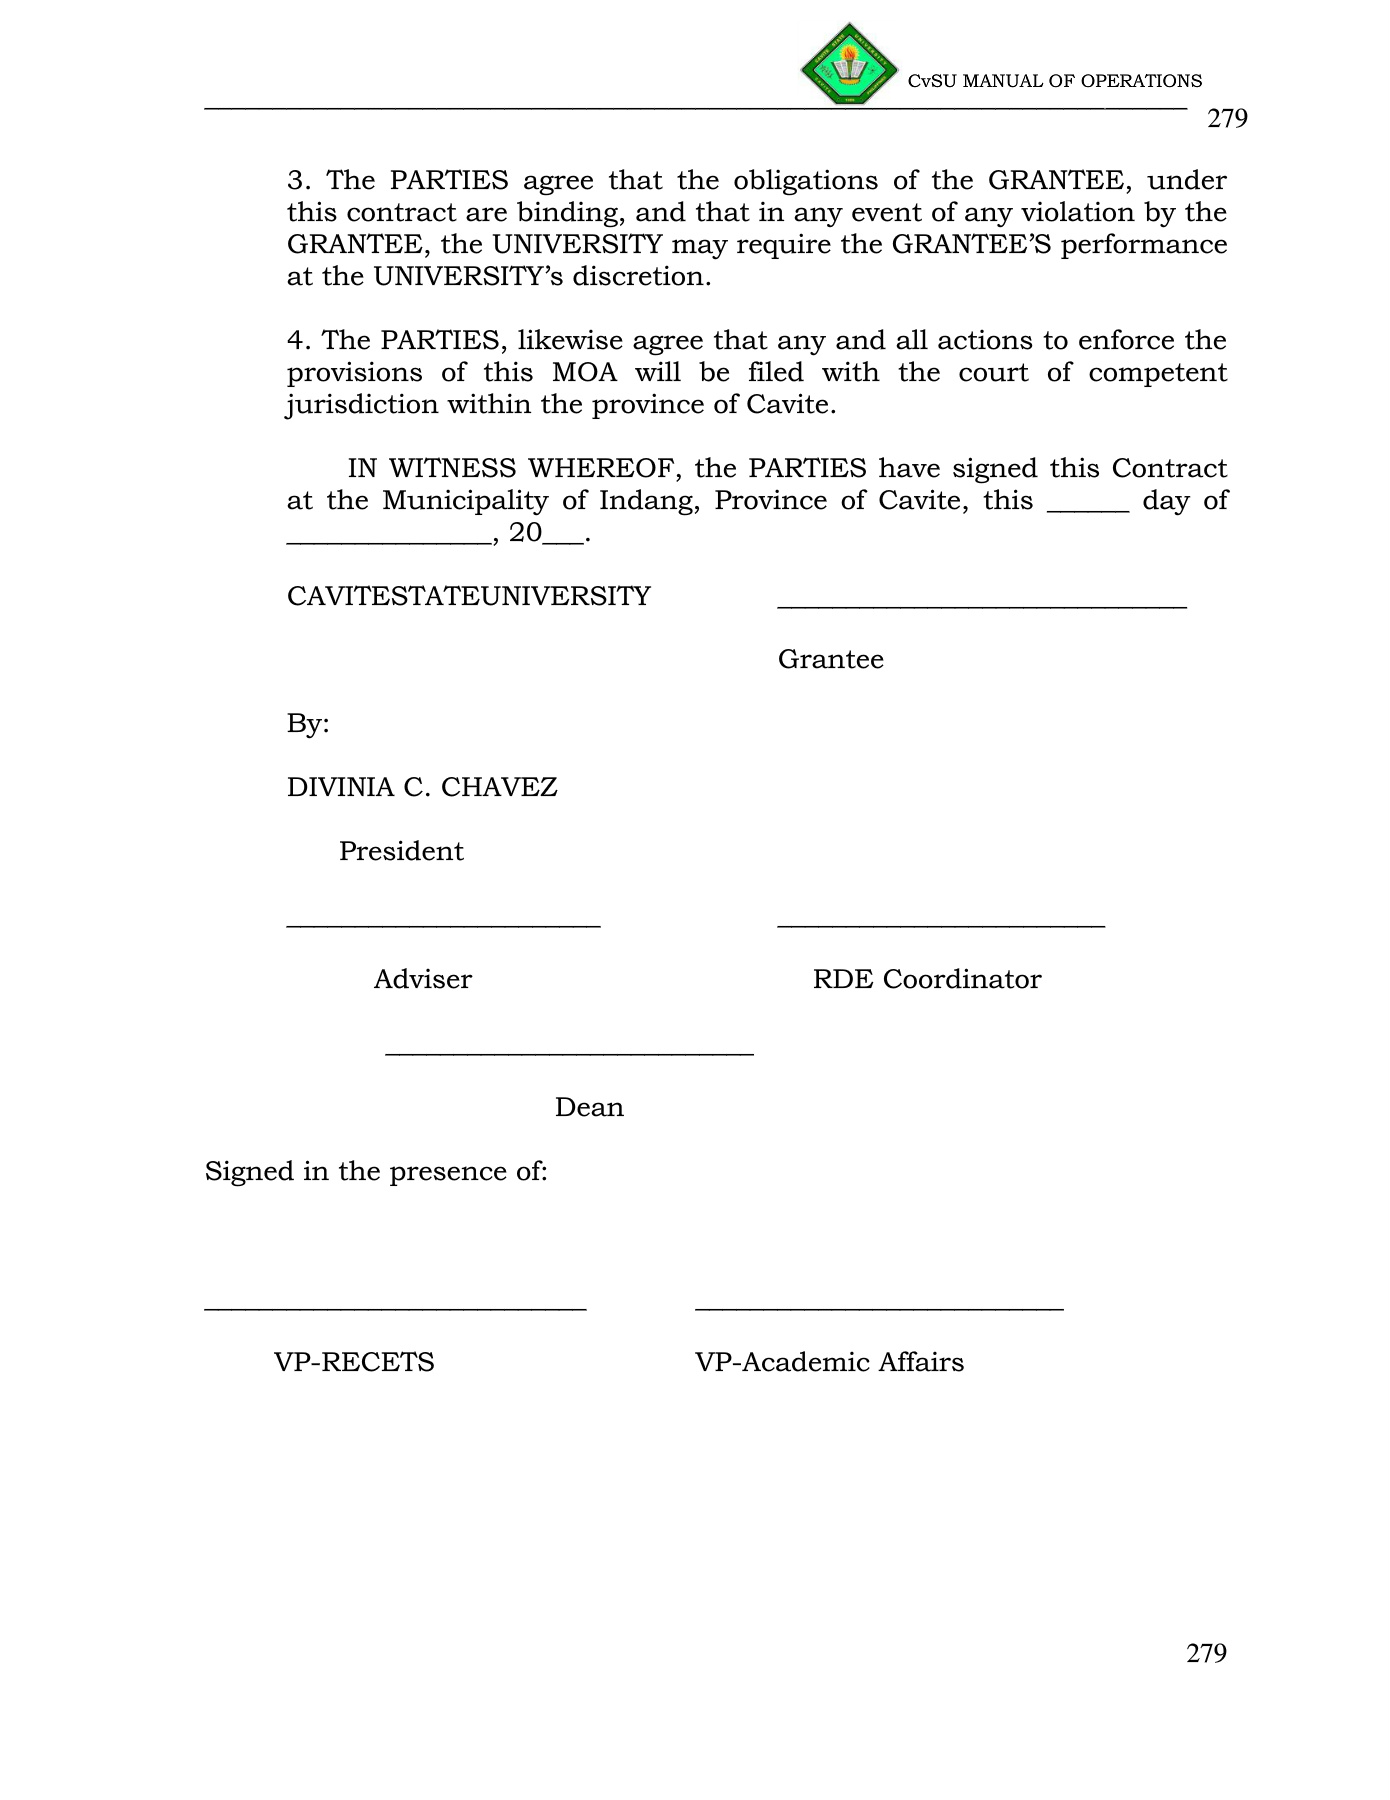 CvSU MANUAL OF OPERATIONS
279
3. The PARTIES agree that the obligations of the GRANTEE, under
this contract are binding, and that in any event of any violation by the
GRANTEE, the UNIVERSITY may require the GRANTEE’S performance
at the UNIVERSITY’s discretion.
4. The PARTIES, likewise agree that any and all actions to enforce the
provisions of this MOA will be filed with the court of competent
jurisdiction within the province of Cavite.
IN WITNESS WHEREOF, the PARTIES have signed this Contract
at the Municipality of Indang, Province of Cavite, this ______ day of
_______________, 20___.
CAVITESTATEUNIVERSITY ______________________________
Grantee
By:
DIVINIA C. CHAVEZ
President
_______________________ ________________________
Adviser RDE Coordinator
___________________________
Dean
Signed in the presence of:
____________________________ ___________________________
VP-RECETS VP-Academic Affairs
279